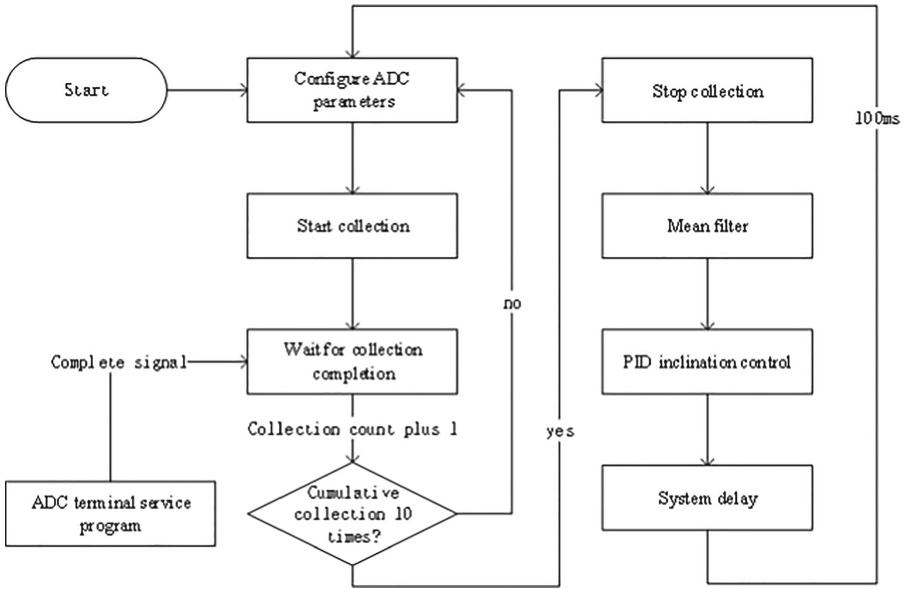 Start
Configure ADC
parameters
Start collection
Wait for collection
completion
Complete signal
Collection count plus 1
ADC terminal service
program
Cumulative
collection 10
times?
no
yes
Stop collection
Mean filter
PID inclination control
System delay
100ms